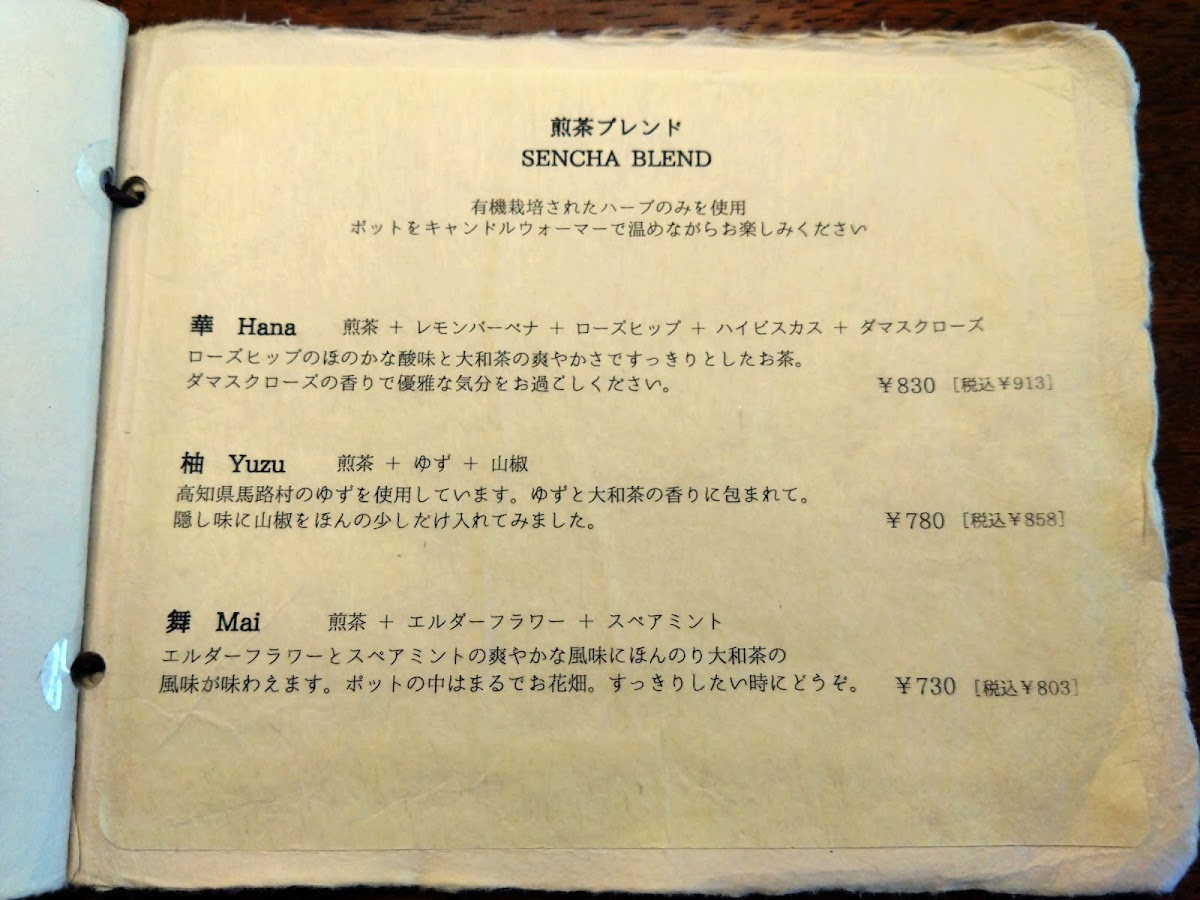 煎茶ブレンド
SENCHA BLEND
有機栽培されたハーブのみを使用
ポットをキャンドルウォーマーで温めながらお楽しみください
華 Hana 煎茶 + レモンバーベナ + ローズヒップ + ハイビスカス + ダマスクローズ
ローズヒップのほのかな酸味と大和茶の爽やかさですっきりとしたお茶。
ダマスクローズの香りで優雅な気分をお過ごしください。 ¥830 [税込¥913]
柚 Yuzu 煎茶 + ゆず + 山椒
高知県馬路村のゆずを使用しています。ゆずと大和茶の香りに包まれて。
隠し味に山椒をほんの少しだけ入れてみました。 ¥780 [税込¥858]
舞 Mai 煎茶 + エルダーフラワー + スペアミント
エルダーフラワーとスペアミントの爽やかな風味にほんのり大和茶の
風味が味わえます。ポットの中はまるでお花畑。すっきりしたい時にどうぞ。 ¥730 [税込¥803]